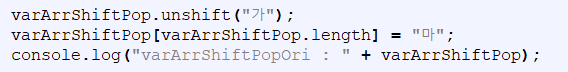 varArrShiftPop.unshift("가");
varArrShiftPop[varArrShiftPop.length] = "마";
console.log("varArrShiftPopOri : " + varArrShiftPop);